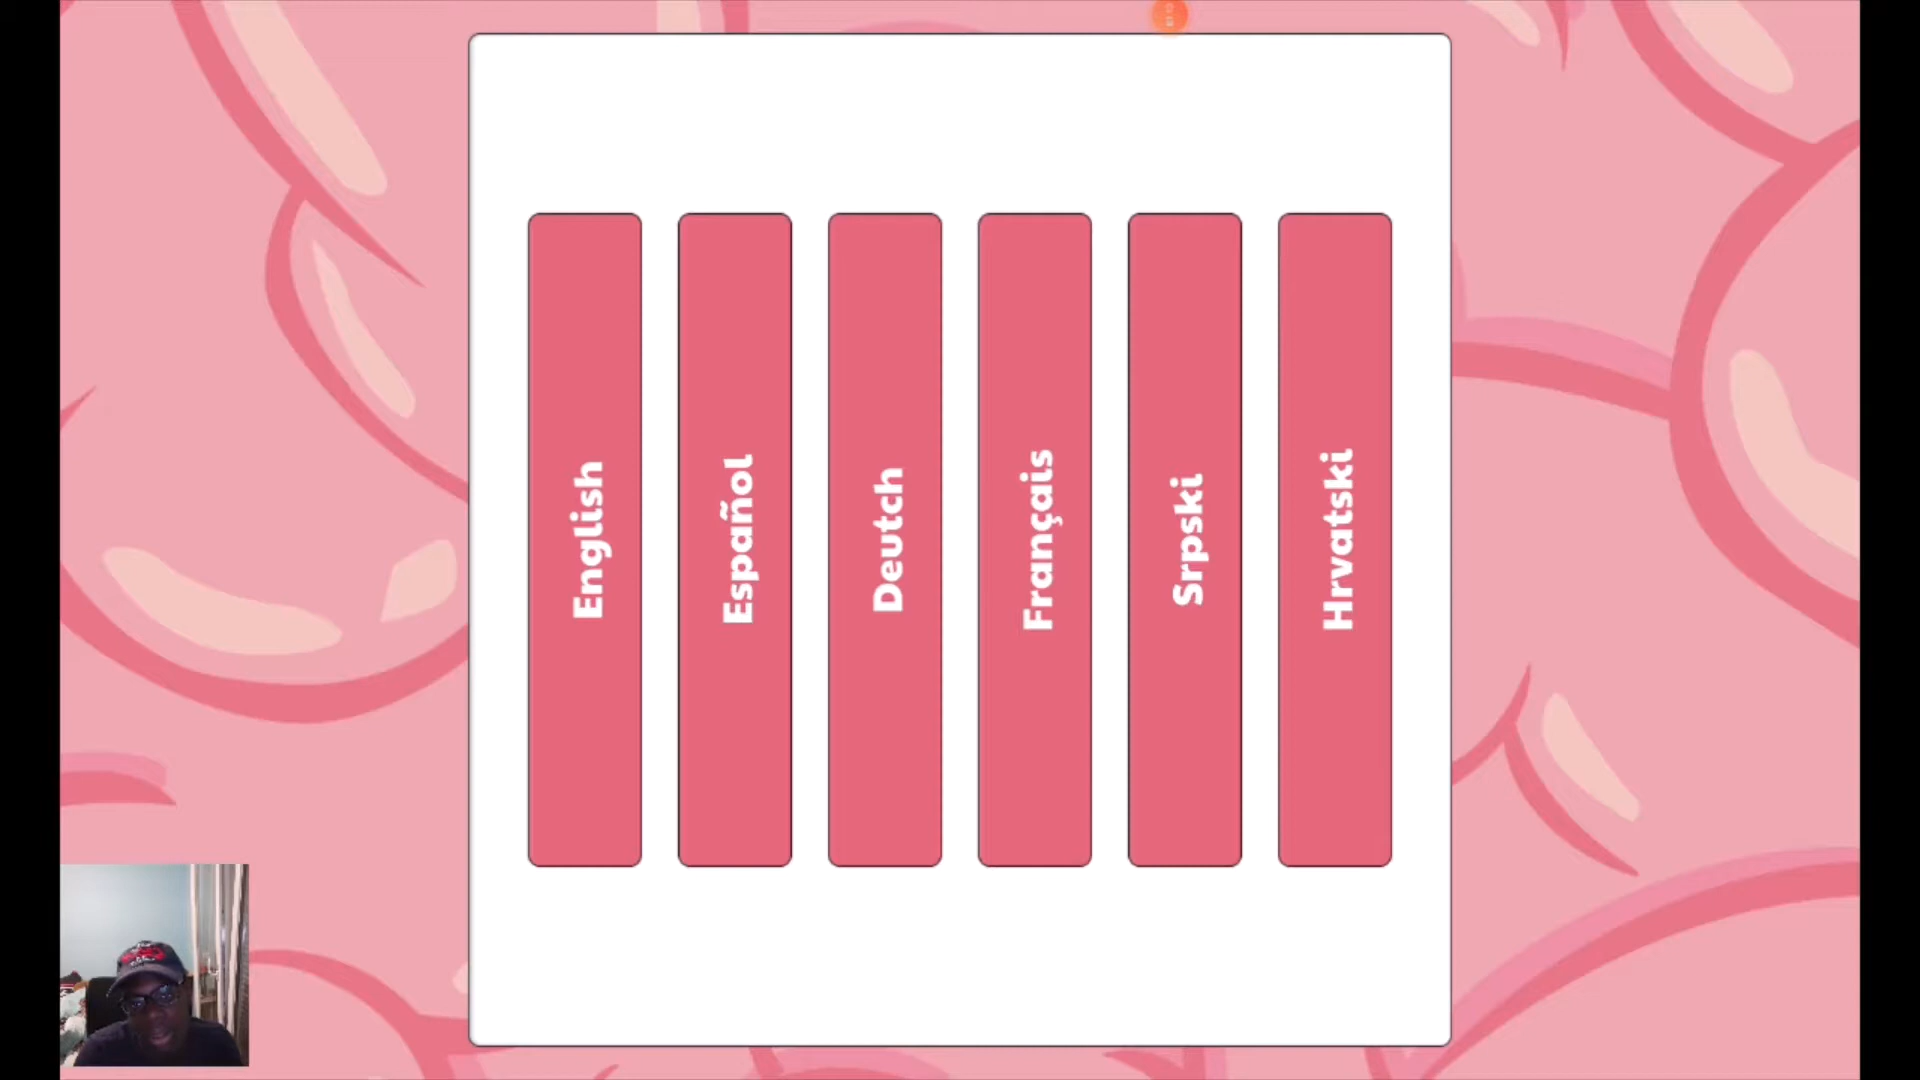 English
Español
Deutch
Français
Srpski
Hrvatski